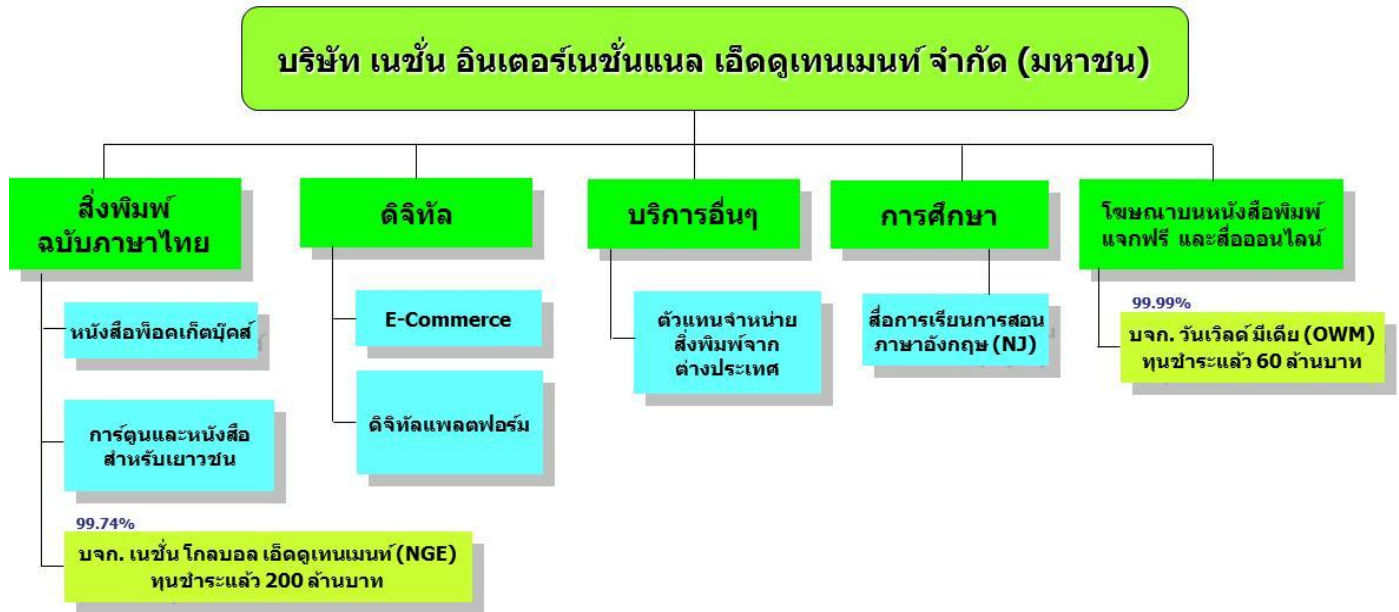 บริษัท เนชั่น อินเตอร์เนชั่นแนล เอ็ดดูเทนเมนท์ จำกัด (มหาชน)
สิ่งพิมพ์
ฉบับภาษาไทย
หนังสือพ็อคเก็ตบุ๊คส์
การ์ตูนและหนังสือ
สำหรับเยาวชน
99.74%
บจก. เนชั่น โกลบอล เอ็ดดูเทนเมนท์ (NGE)
ทุนชำระแล้ว 200 ล้านบาท
ดิจิทัล
E-Commerce
ดิจิทัลแพลตฟอร์ม
บริการอื่นๆ
ตัวแทนจำหน่าย
สิ่งพิมพ์จาก
ต่างประเทศ
การศึกษา
สื่อการเรียนการสอน
ภาษาอังกฤษ (NJ)
โฆษณาบนหนังสือพิมพ์
แจกฟรี และสื่อออนไลน์
99.99%
บจก. วันเวิลด์ มีเดีย (OWM)
ทุนชำระแล้ว 60 ล้านบาท